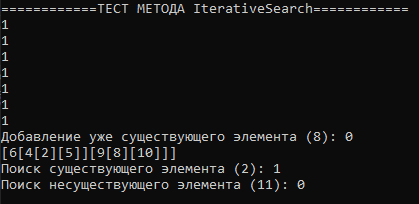 ============ТЕСТ МЕТОДА IterativeSearch============
1
1
1
1
1
1
1
Добавление уже существующего элемента (8): 0
[6[4[2][5]][9[8][10]]]
Поиск существующего элемента (2): 1
Поиск несуществующего элемента (11): 0